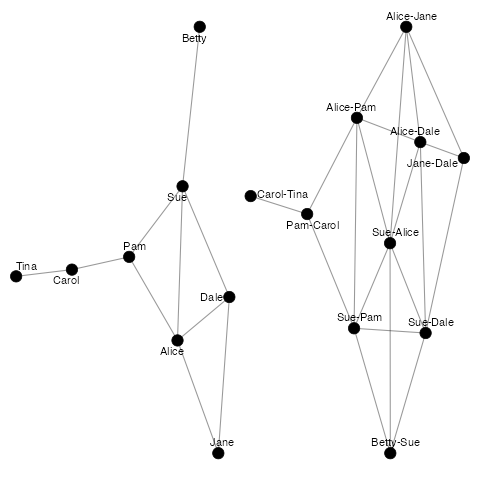 Betty
Sue
Pam
Tina
Carol
Dale
Alice
Jane
Alice-Jane
Alice-Pam
Alice-Dale
Jane-Dale
Carol-Tina
Pam-Carol
Sue-Alice
Sue-Pam
Sue-Dale
Betty-Sue